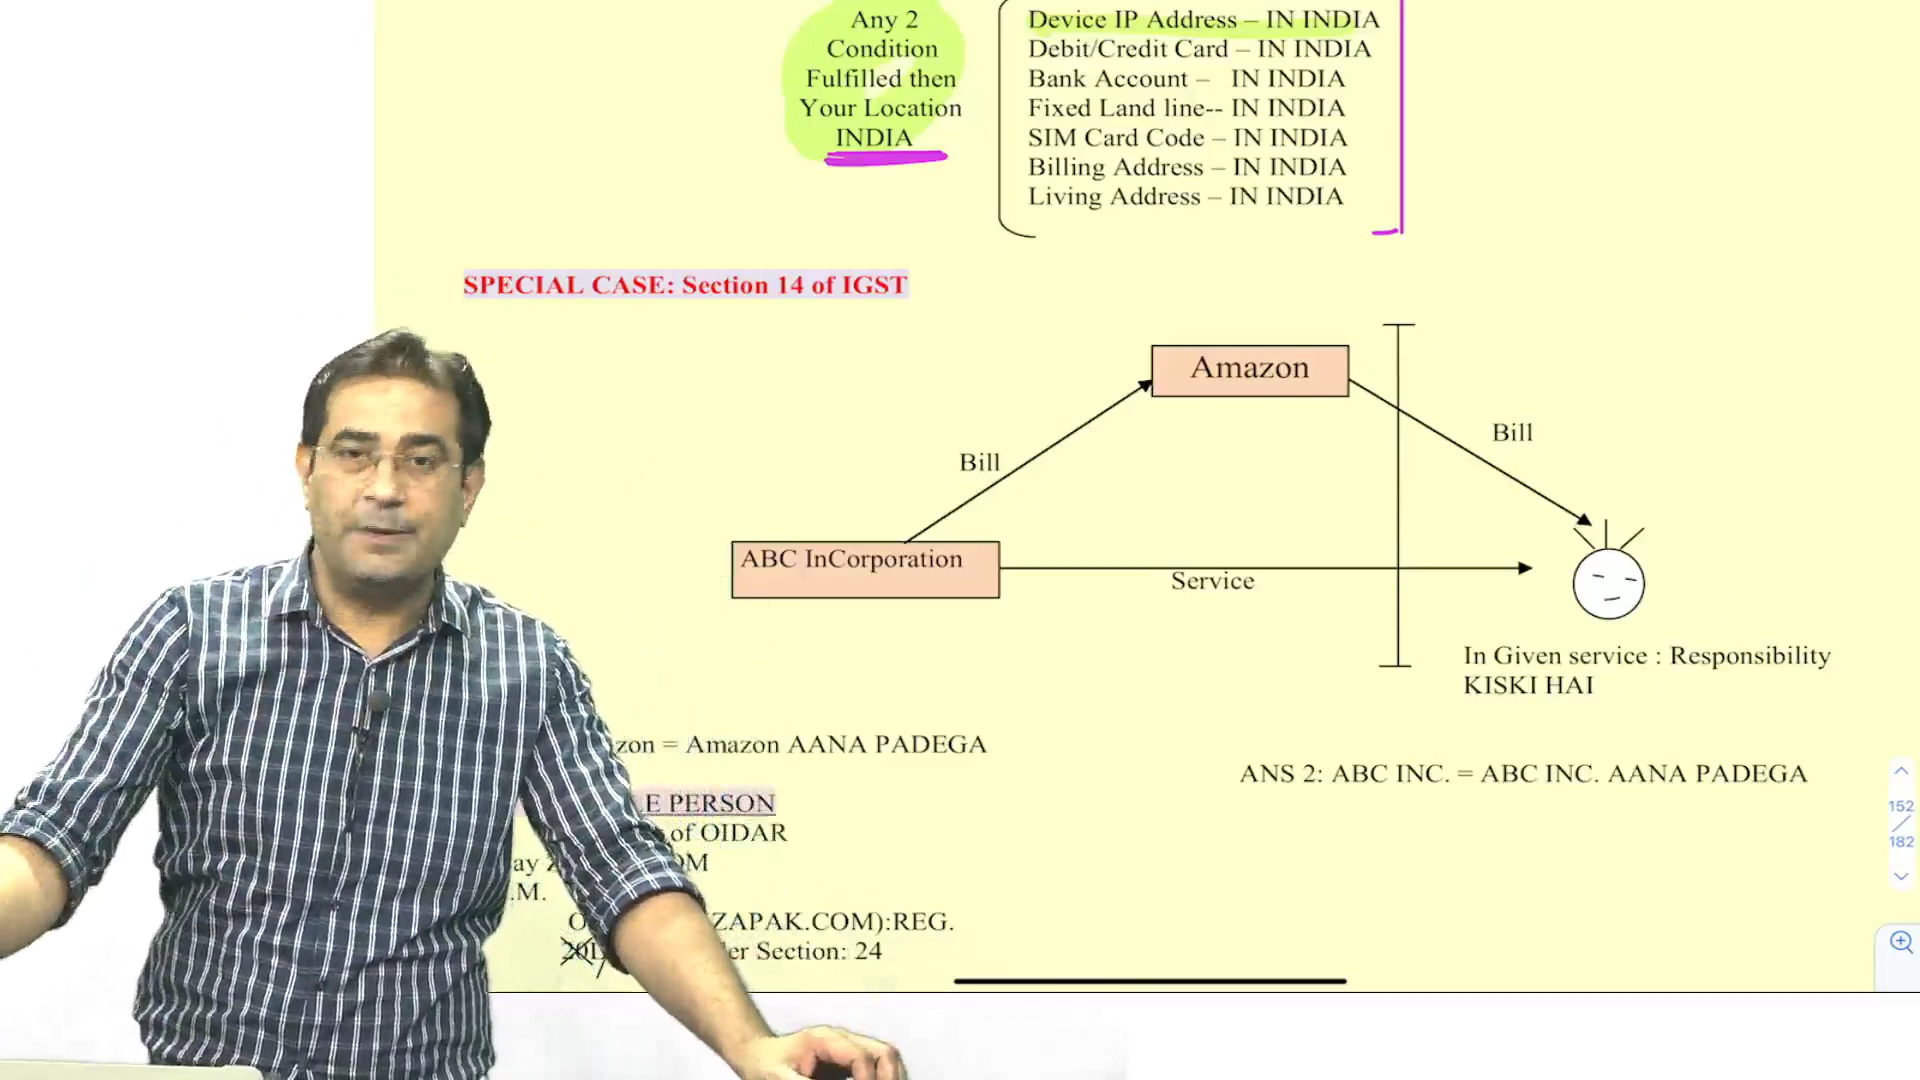 Any 2
Condition
Fulfilled then
Your Location
INDIA
Device IP Address – IN INDIA
Debit/Credit Card – IN INDIA
Bank Account – IN INDIA
Fixed Land line-- IN INDIA
SIM Card Code – IN INDIA
Billing Address – IN INDIA
Living Address – IN INDIA
SPECIAL CASE: Section 14 of IGST
Amazon
Bill
Bill
ABC InCorporation
Service
In Given service : Responsibility
KISKI HAI
= Amazon AANA PADEGA
ANS 2: ABC INC. = ABC INC. AANA PADEGA
PERSON
of OIDAR
ZAPAK.COM):REG.
Section: 24
152
182